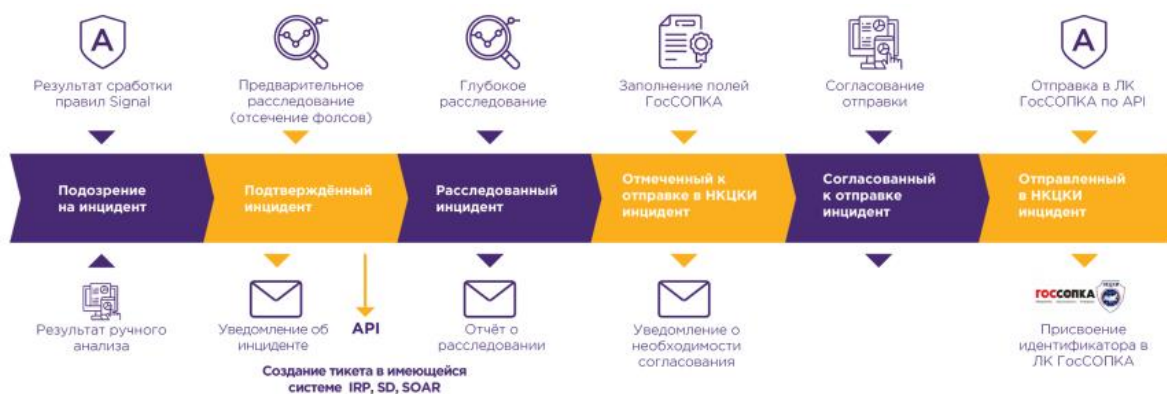 A
Результат сработки
правил Signal
Предварительное
расследование
(отсечение фолсов)
Глубокое
расследование
Заполнение полей
ГосСОПКА
Согласование
отправки
A
Отправка в ЛК
ГосСОПКА по API
Подозрение
на инцидент
Подтверждённый
инцидент
Расследованный
инцидент
Отмеченный к
отправке в НКЦКИ
инцидент
Согласованный
к отправке
инцидент
Отправленный
в НКЦКИ
инцидент
Результат ручного
анализа
Уведомление об
инциденте
API
Создание тикета в имеющейся
системе IRP, SD, SOAR
Отчёт о
расследовании
Уведомление о
необходимости
согласования
ГОССОПКА
Присвоение
идентификатора в
ЛК ГосСОПКА